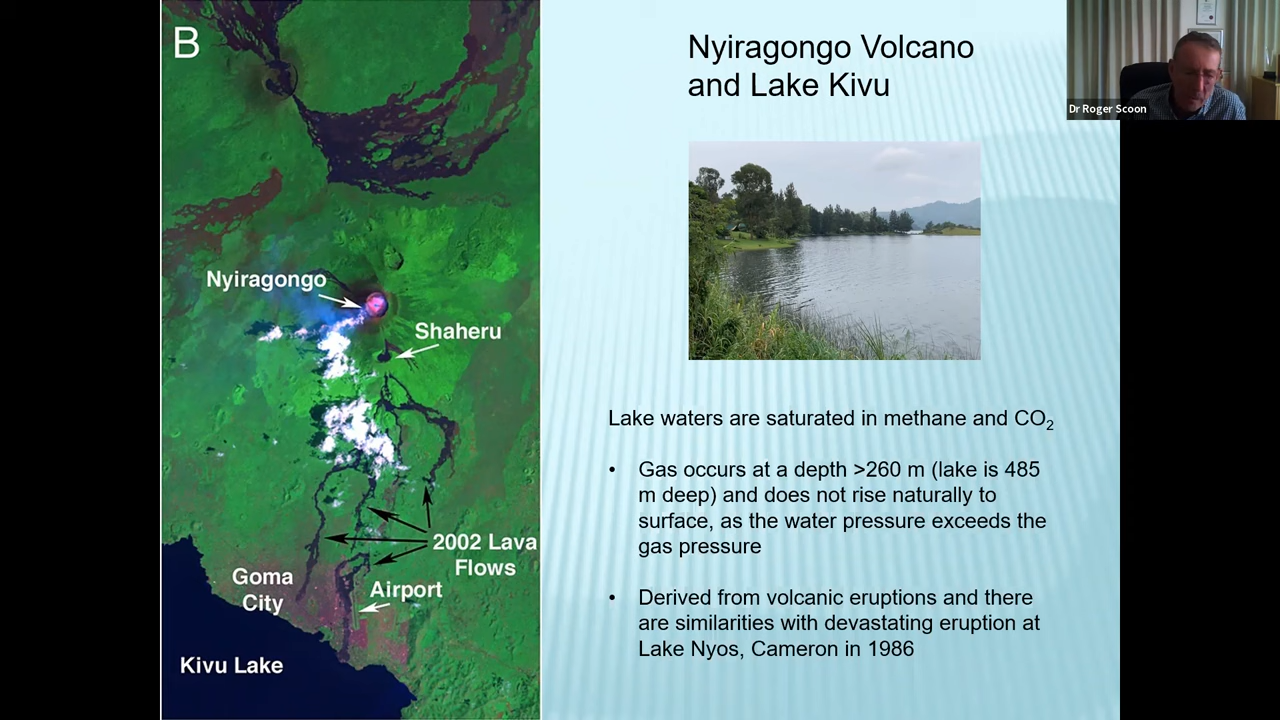 B
Nyiragongo
Shaheru
2002 Lava
Flows
Goma
City
Airport
Kivu Lake
Nyiragongo Volcano
and Lake Kivu
Lake waters are saturated in methane and CO₂
• Gas occurs at a depth >260 m (lake is 485
m deep) and does not rise naturally to
surface, as the water pressure exceeds the
gas pressure
• Derived from volcanic eruptions and there
are similarities with devastating eruption at
Lake Nyos, Cameron in 1986
Dr Roger Scoon